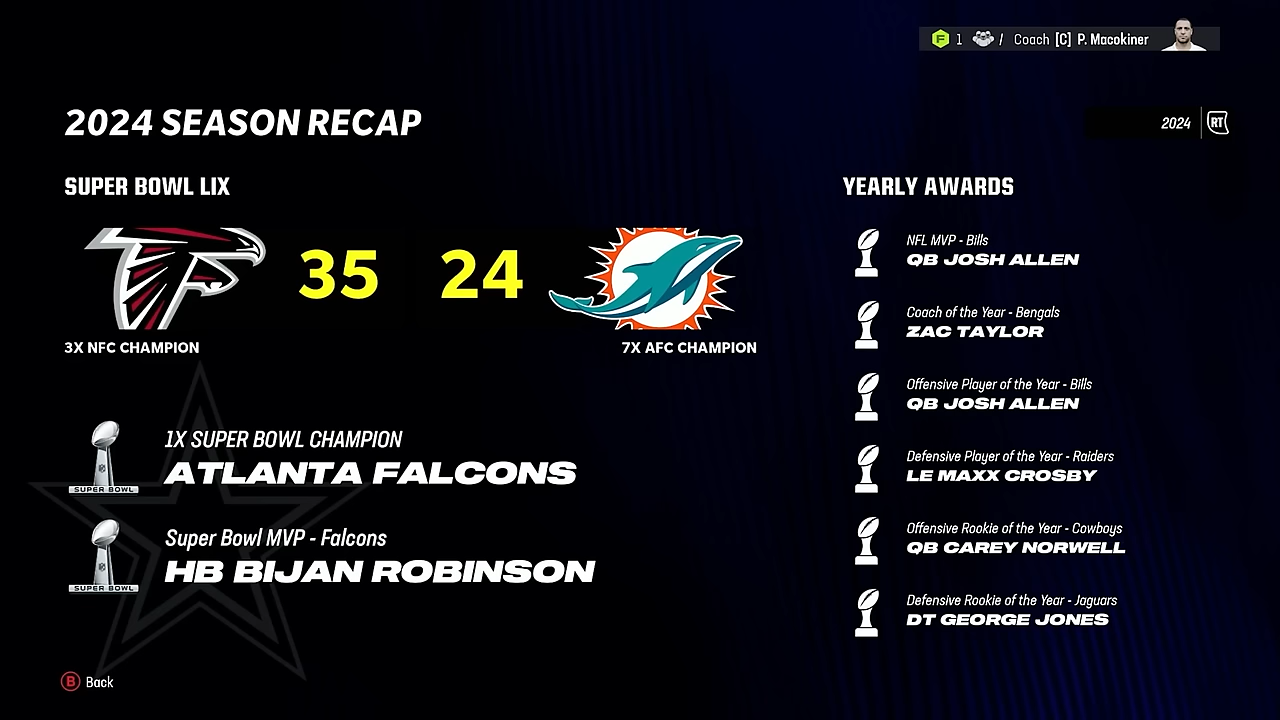 1 / Coach [C] P. Macokiner
2024 SEASON RECAP
2024 RT
SUPER BOWL LIX
35 24
3X NFC CHAMPION
7X AFC CHAMPION
SUPER BOWL
1X SUPER BOWL CHAMPION
ATLANTA FALCONS
SUPER BOWL
Super Bowl MVP - Falcons
HB BIJAN ROBINSON
YEARLY AWARDS
NFL MVP - Bills
QB JOSH ALLEN
Coach of the Year - Bengals
ZAC TAYLOR
Offensive Player of the Year - Bills
QB JOSH ALLEN
Defensive Player of the Year - Raiders
LE MAXX CROSBY
Offensive Rookie of the Year - Cowboys
QB CAREY NORWELL
Defensive Rookie of the Year - Jaguars
DT GEORGE JONES
B Back